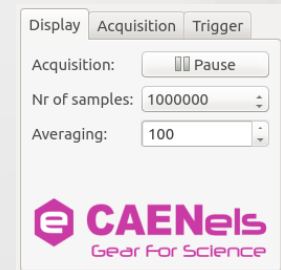 Display Acquisition Trigger
Acquisition: Pause
Nr of samples: 1000000
Averaging: 100
e CAENels
Gear For Science